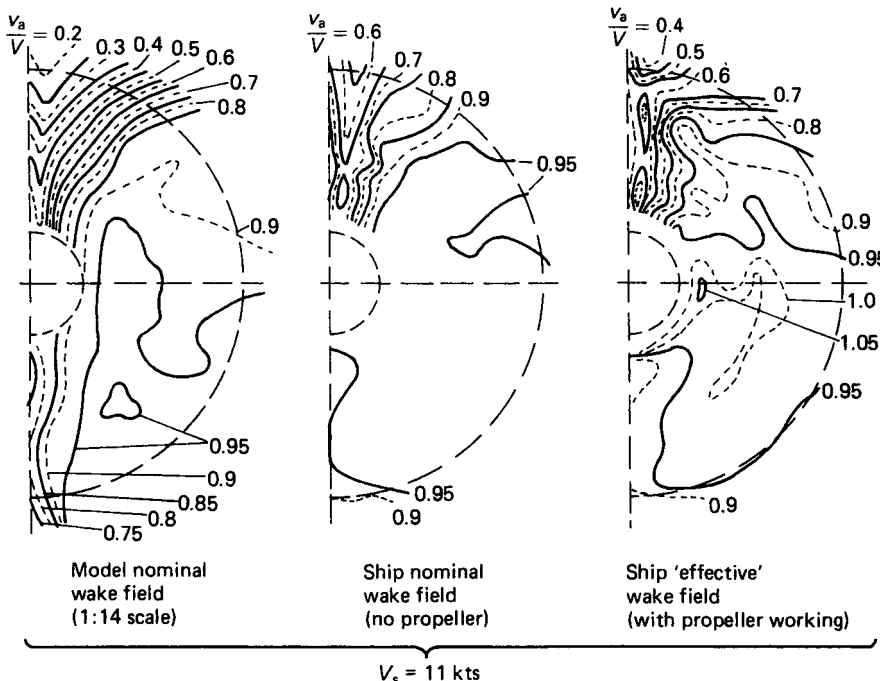 v_a/V = 0.2
0.3
0.4
0.5
0.6
0.7
0.8
0.9
0.95
0.9
0.85
0.8
0.75
Model nominal
wake field
(1:14 scale)
v_a/V = 0.6
0.7
0.8
0.9
0.95
0.95
0.9
Ship nominal
wake field
(no propeller)
v_a/V = 0.4
0.5
0.6
0.7
0.8
0.9
0.95
1.0
1.05
0.95
0.9
Ship 'effective'
wake field
(with propeller working)
V_s = 11 kts